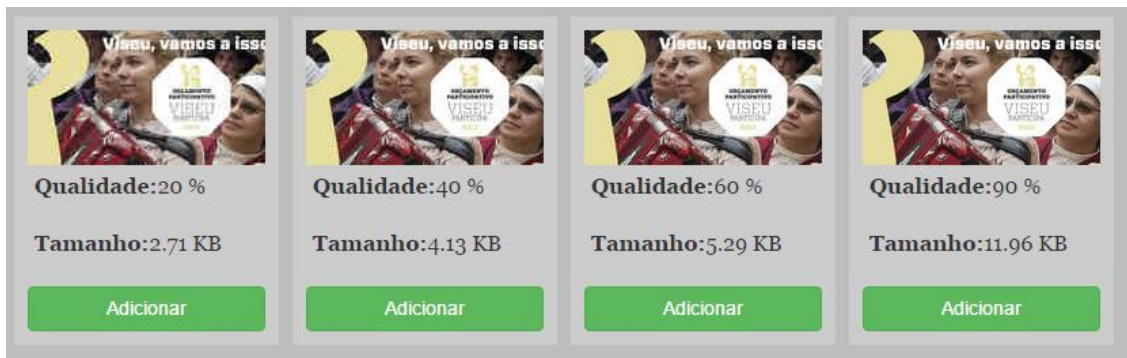 Viseu, vamos a isso
ORÇAMENTO
PARTICIPATIVO
VISEU
PARTICIPA
Qualidade:20 %
Tamanho:2.71 KB
Adicionar
Viseu, vamos a isso
ORÇAMENTO
PARTICIPATIVO
VISEU
PARTICIPA
Qualidade:40 %
Tamanho:4.13 KB
Adicionar
Viseu, vamos a isso
ORÇAMENTO
PARTICIPATIVO
VISEU
PARTICIPA
Qualidade:60 %
Tamanho:5.29 KB
Adicionar
Viseu, vamos a isso
ORÇAMENTO
PARTICIPATIVO
VISEU
PARTICIPA
Qualidade:90 %
Tamanho:11.96 KB
Adicionar